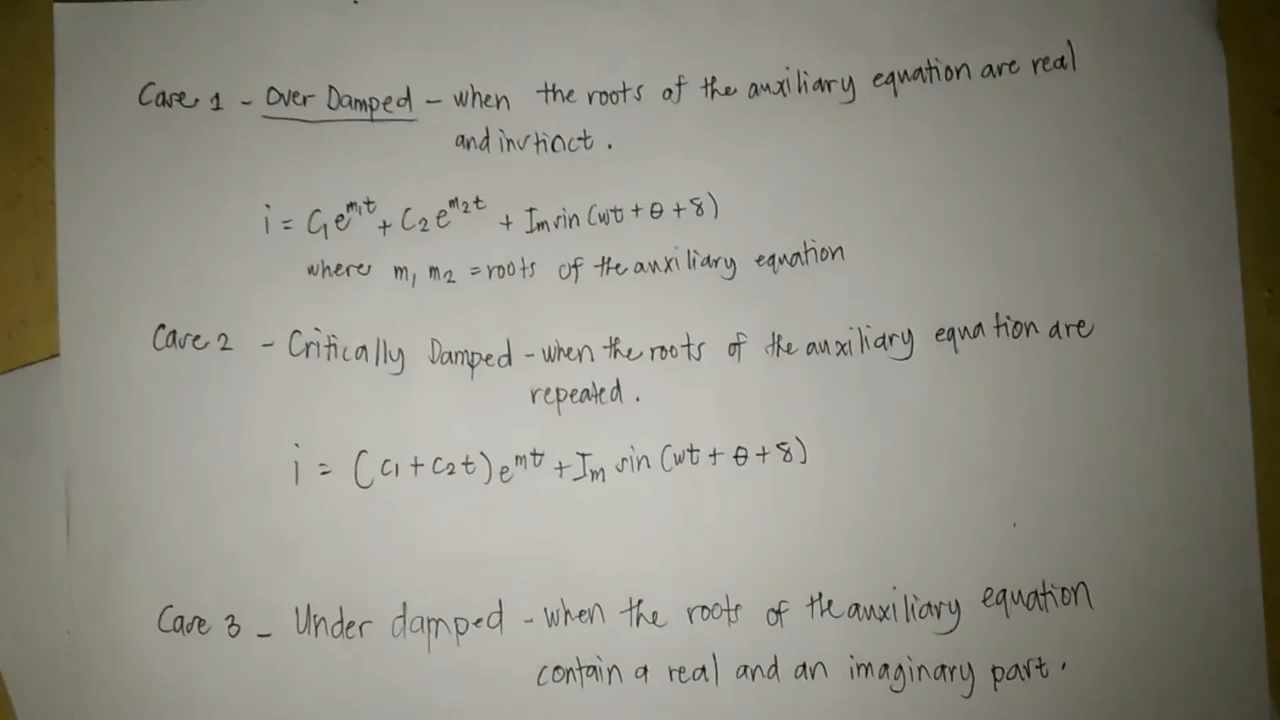 Case 1 - Over Damped - when the roots of the auxiliary equation are real
and instinct.
i = C₁e^m₁t + C₂e^m₂t + Im sin (wt + θ + δ)
where m₁ m₂ = roots of the auxiliary equation
Case 2 - Critically Damped - when the roots of the auxiliary equation are
repeated.
i = (c₁ + c₂t) e^mt + Im sin (wt + θ + δ)
Case 3 - Under damped - when the roots of the auxiliary equation
contain a real and an imaginary part.